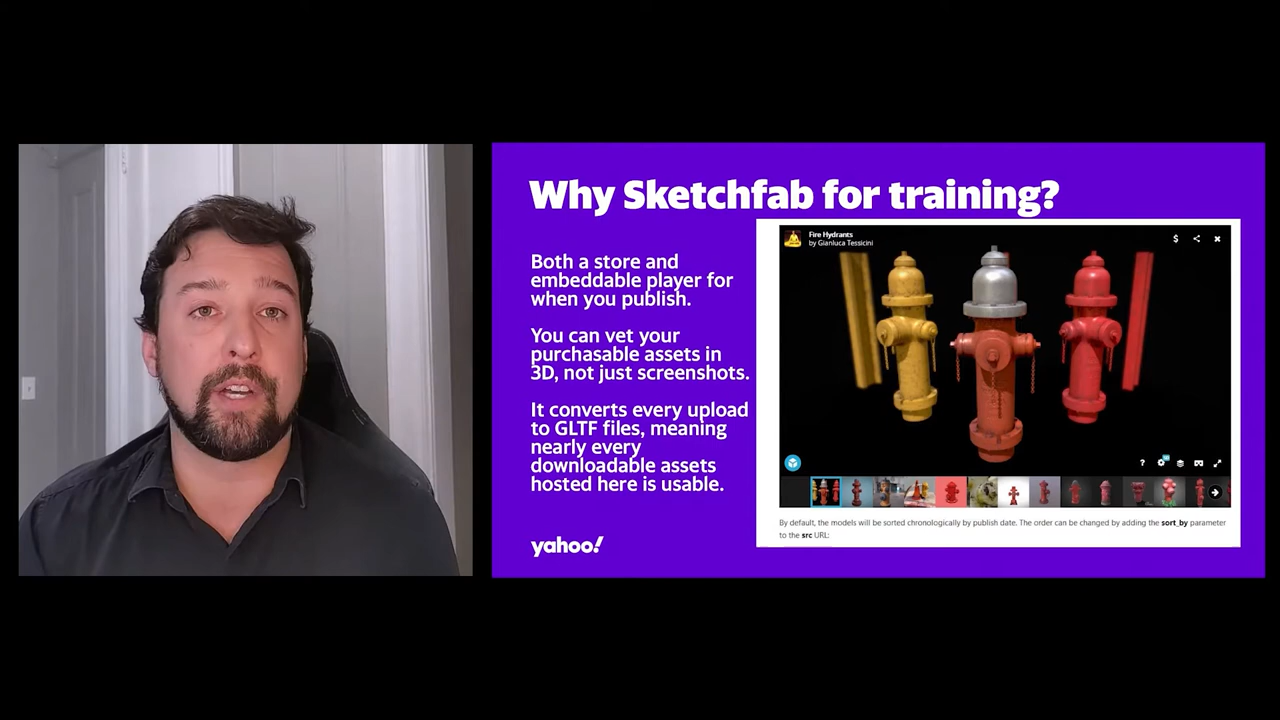 Why Sketchfab for training?
Both a store and
embeddable player for
when you publish.
You can vet your
purchasable assets in
3D, not just screenshots.
It converts every upload
to GLTF files, meaning
nearly every
downloadable assets
hosted here is usable.
yahoo!
Fire Hydrants
by Gianluca Tessicini
By default, the models will be sorted chronologically by publish date. The order can be changed by adding the sort_by parameter
to the src URL: